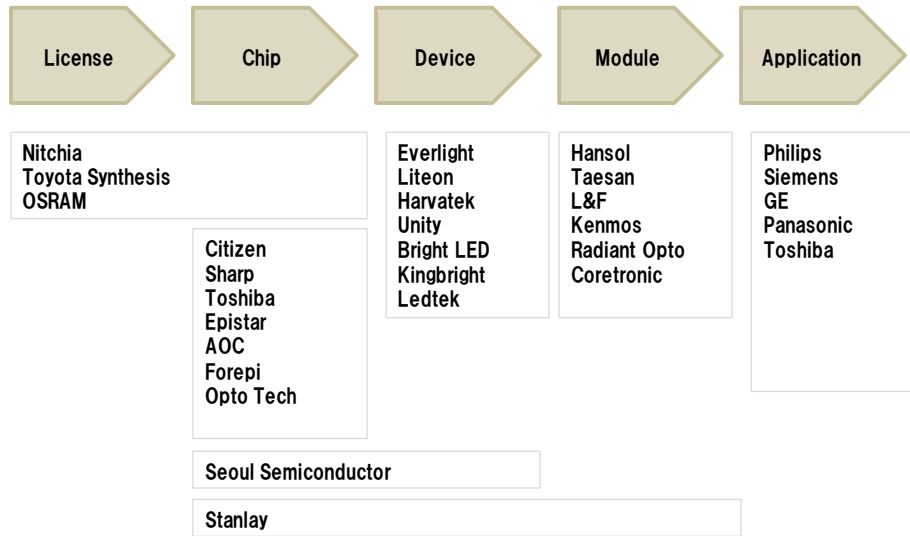 License
Chip
Device
Module
Application
Nitchia
Toyota Synthesis
OSRAM
Citizen
Sharp
Toshiba
Epistar
AOC
Forepi
Opto Tech
Everlight
Liteon
Harvatek
Unity
Bright LED
Kingbright
Ledtek
Hansol
Taesan
L&F
Kenmos
Radiant Opto
Coretronic
Philips
Siemens
GE
Panasonic
Toshiba
Seoul Semiconductor
Stanlay